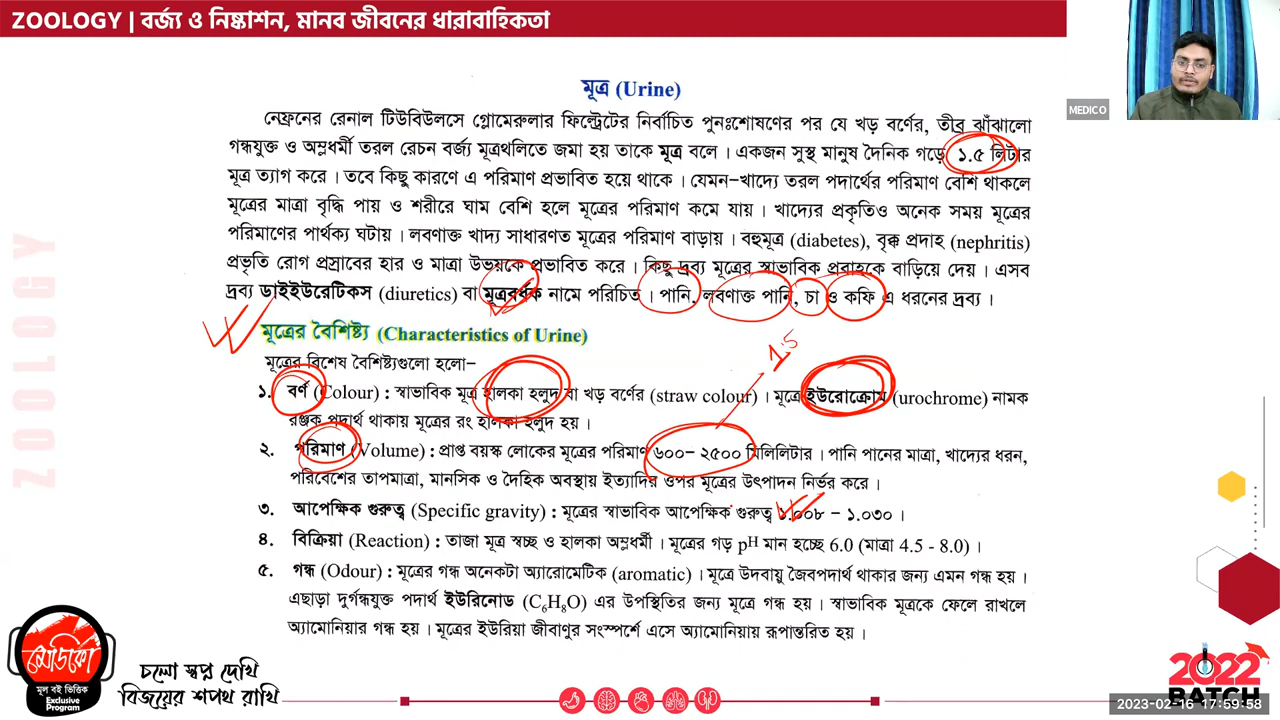 ZOOLOGY | বর্জ্য ও নিষ্কাশন, মানব জীবনের ধারাবাহিকতা
MEDICO
মূত্র (Urine)
নেফ্রনের রেনাল টিউবিউলসে গ্লোমেরুলার ফিল্ট্রেটের নির্বাচিত পুনঃশোষণের পর যে খড় বর্ণের, তীব্র ঝাঁঝালো
গন্ধযুক্ত ও অম্লধর্মী তরল রেচন বর্জ্য মূত্রথলিতে জমা হয় তাকে মূত্র বলে । একজন সুস্থ মানুষ দৈনিক গড়ে ১.৫ লিটার
মূত্র ত্যাগ করে । তবে কিছু কারণে এ পরিমাণ প্রভাবিত হয়ে থাকে । যেমন-খাদ্যে তরল পদার্থের পরিমাণ বেশি থাকলে
মূত্রের মাত্রা বৃদ্ধি পায় ও শরীরে ঘাম বেশি হলে মূত্রের পরিমাণ কমে যায় । খাদ্যের প্রকৃতিও অনেক সময় মূত্রের
পরিমাণের পার্থক্য ঘটায় । লবণাক্ত খাদ্য সাধারণত মূত্রের পরিমাণ বাড়ায় । বহুমূত্র (diabetes), বৃক্ক প্রদাহ (nephritis)
প্রভৃতি রোগ প্রস্রাবের হার ও মাত্রা উভয়কে প্রভাবিত করে । কিছু দ্রব্য মূত্রের স্বাভাবিক প্রবাহকে বাড়িয়ে দেয় । এসব
দ্রব্য ডাইইউরেটিকস (diuretics) বা মূত্রবর্ধক নামে পরিচিত । পানি, লবণাক্ত পানি, চা ও কফি এ ধরনের দ্রব্য ।
মূত্রের বৈশিষ্ট্য (Characteristics of Urine)
1.5
মূত্রের বিশেষ বৈশিষ্ট্যগুলো হলো-
১. বর্ণ (Colour) : স্বাভাবিক মূত্র হালকা হলুদ বা খড় বর্ণের (straw colour) । মূত্রে ইউরোক্রোম (urochrome) নামক
রঞ্জক পদার্থ থাকায় মূত্রের রং হালকা হলুদ হয় ।
২. পরিমাণ (Volume) : প্রাপ্ত বয়স্ক লোকের মূত্রের পরিমাণ ৬০০– ২৫০০ মিলিলিটার । পানি পানের মাত্রা, খাদ্যের ধরন,
পরিবেশের তাপমাত্রা, মানসিক ও দৈহিক অবস্থায় ইত্যাদির ওপর মূত্রের উৎপাদন নির্ভর করে ।
৩. আপেক্ষিক গুরুত্ব (Specific gravity) : মূত্রের স্বাভাবিক আপেক্ষিক গুরুত্ব ১.০০৮ – ১.০৩০ ।
৪. বিক্রিয়া (Reaction) : তাজা মূত্র স্বচ্ছ ও হালকা অম্লধর্মী । মূত্রের গড় pH মান হচ্ছে 6.0 (মাত্রা 4.5 - 8.0) ।
৫. গন্ধ (Odour) : মূত্রের গন্ধ অনেকটা অ্যারোমেটিক (aromatic) । মূত্রে উদবায়ু জৈবপদার্থ থাকার জন্য এমন গন্ধ হয় ।
এছাড়া দুর্গন্ধযুক্ত পদার্থ ইউরিনোড (C₆H₈O) এর উপস্থিতির জন্য মূত্রে গন্ধ হয় । স্বাভাবিক মূত্রকে ফেলে রাখলে
অ্যামোনিয়ার গন্ধ হয় । মূত্রের ইউরিয়া জীবাণুর সংস্পর্শে এসে অ্যামোনিয়ায় রূপান্তরিত হয় ।
ZOOLOGY
মেডিকো
মূল বই ভিত্তিক
Exclusive
Program
চলো স্বপ্ন দেখি
বিজয়ের শপথ রাখি
2022
BATCH
2023-02-16 17:59:58